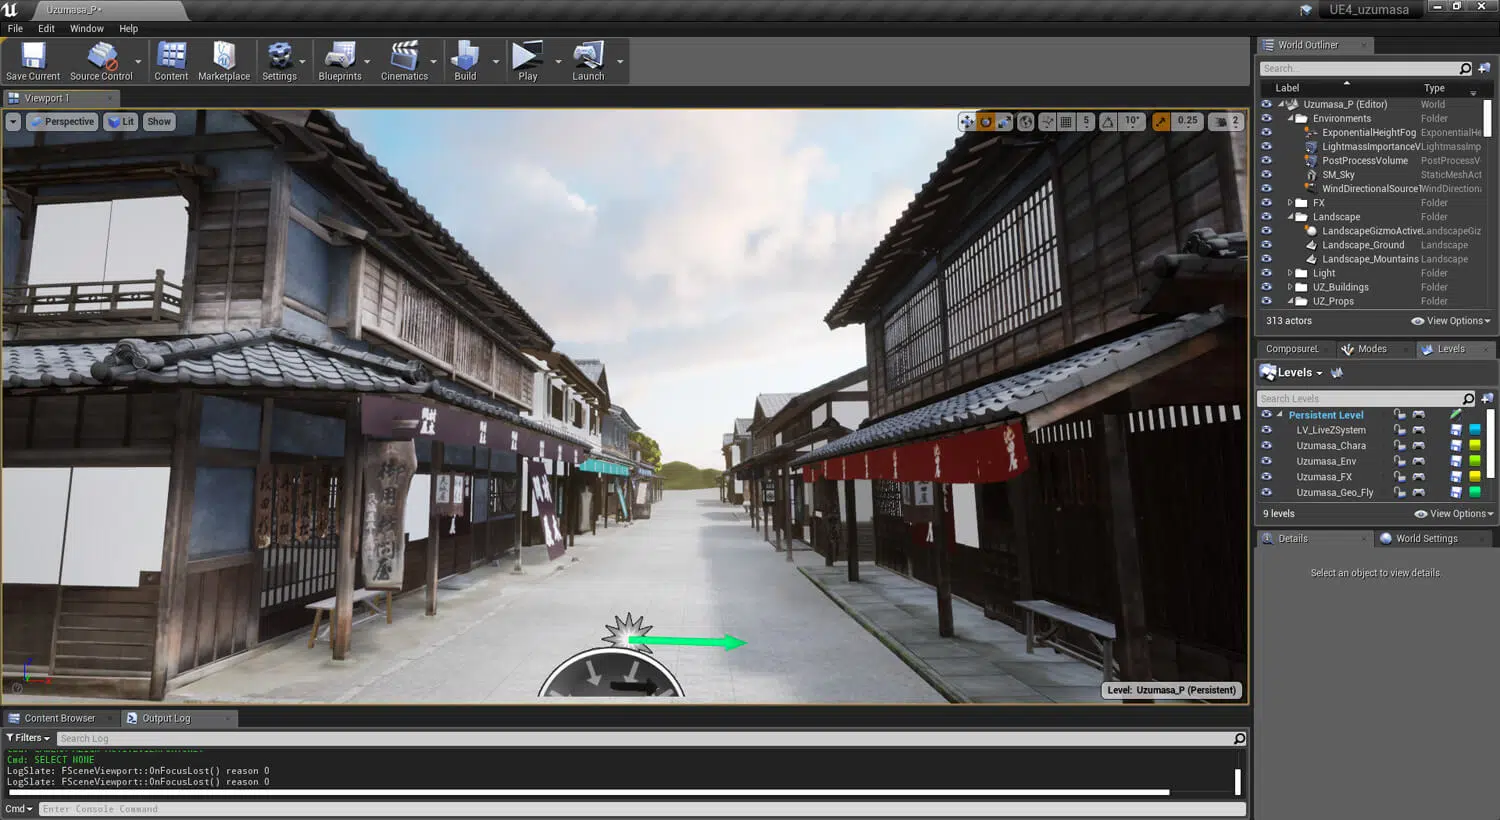 Uzumasa_P•
UE4_uzumasa
File Edit Window Help
Save Current Source Control Content Marketplace Settings Blueprints Cinematics Build Play Launch
Viewport 1
Perspective Lit Show
5 10° 0.25 2
御用
Level: Uzumasa_P (Persistent)
Content Browser Output Log
Filters Search Log
Cmd: SELECT NONE
LogSlate: FSceneViewport::OnFocusLost() reason 0
LogSlate: FSceneViewport::OnFocusLost() reason 0
Cmd Enter Console Command
World Outliner
Search...
Label Type
Uzumasa_P (Editor) World
Environments Folder
ExponentialHeightFog ExponentialHe
LightmassImportanceV LightmassImp
PostProcessVolume PostProcessV
SM_Sky StaticMeshAct
WindDirectionalSource1 WindDirection
FX Folder
Landscape Folder
LandscapeGizmoActive LandscapeGiz
Landscape_Ground Landscape
Landscape_Mountains Landscape
Light Folder
UZ_Buildings Folder
UZ_Props Folder
313 actors View Options
ComposureL Modes Levels
Levels
Search Levels
Persistent Level
LV_LiveZSystem
Uzumasa_Chara
Uzumasa_Env
Uzumasa_FX
Uzumasa_Geo_Fly
9 levels View Options
Details World Settings
Select an object to view details.